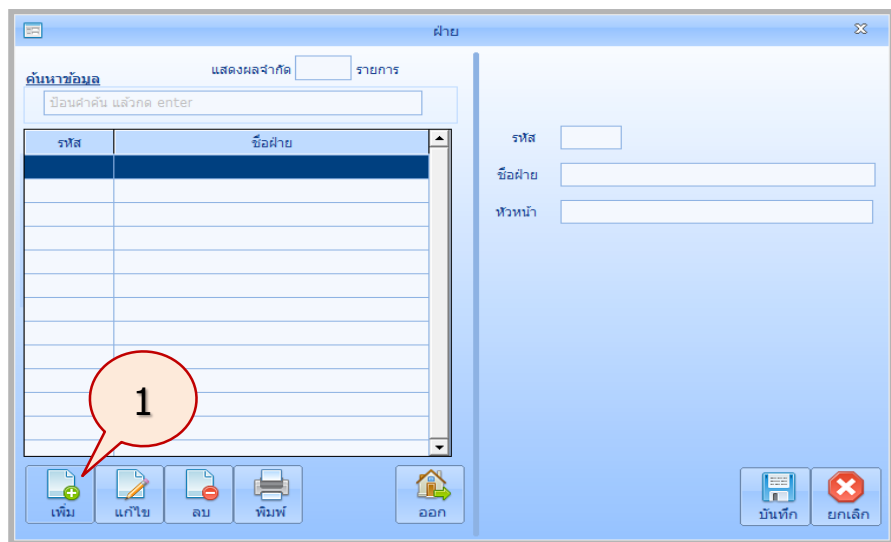 ฝ่าย
แสดงผลจำกัด รายการ
ค้นหาข้อมูล
ป้อนคำค้น แล้วกด enter
รหัส ชื่อฝ่าย
รหัส
ชื่อฝ่าย
หัวหน้า
1
เพิ่ม แก้ไข ลบ พิมพ์ ออก
บันทึก ยกเลิก